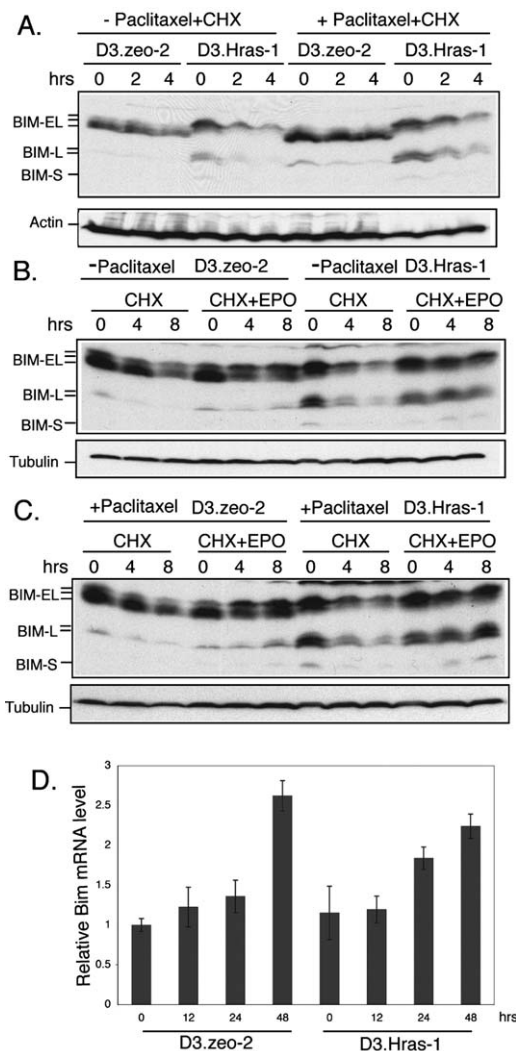 A.
- Paclitaxel+CHX + Paclitaxel+CHX
D3.zeo-2 D3.Hras-1 D3.zeo-2 D3.Hras-1
hrs 0 2 4 0 2 4 0 2 4 0 2 4
BIM-EL
BIM-L
BIM-S
Actin
B.
-Paclitaxel D3.zeo-2 -Paclitaxel D3.Hras-1
CHX CHX+EPO CHX CHX+EPO
hrs 0 4 8 0 4 8 0 4 8 0 4 8
BIM-EL
BIM-L
BIM-S
Tubulin
C.
+Paclitaxel D3.zeo-2 +Paclitaxel D3.Hras-1
CHX CHX+EPO CHX CHX+EPO
hrs 0 4 8 0 4 8 0 4 8 0 4 8
BIM-EL
BIM-L
BIM-S
Tubulin
D.
Relative Bim mRNA level
3
2.5
2
1.5
1
0.5
0
0 12 24 48 0 12 24 48 hrs
D3.zeo-2 D3.Hras-1